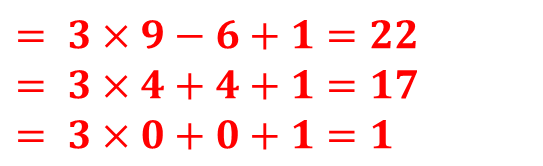 = 3 × 9 − 6 + 1 = 22
= 3 × 4 + 4 + 1 = 17
= 3 × 0 + 0 + 1 = 1